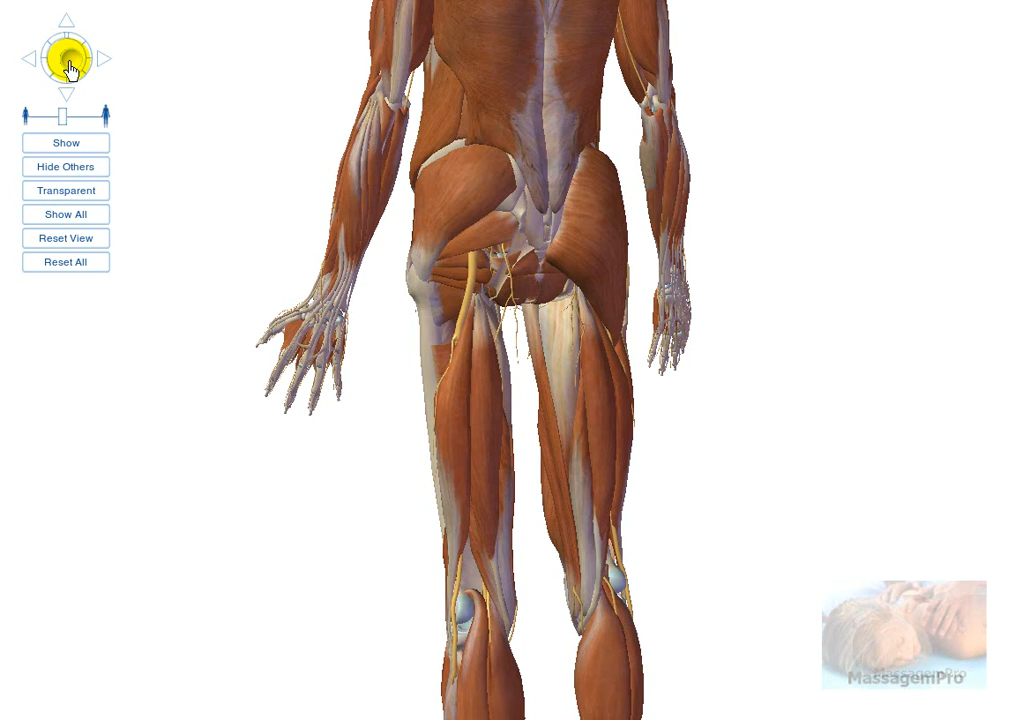 Show
Hide Others
Transparent
Show All
Reset View
Reset All
MassagemPro